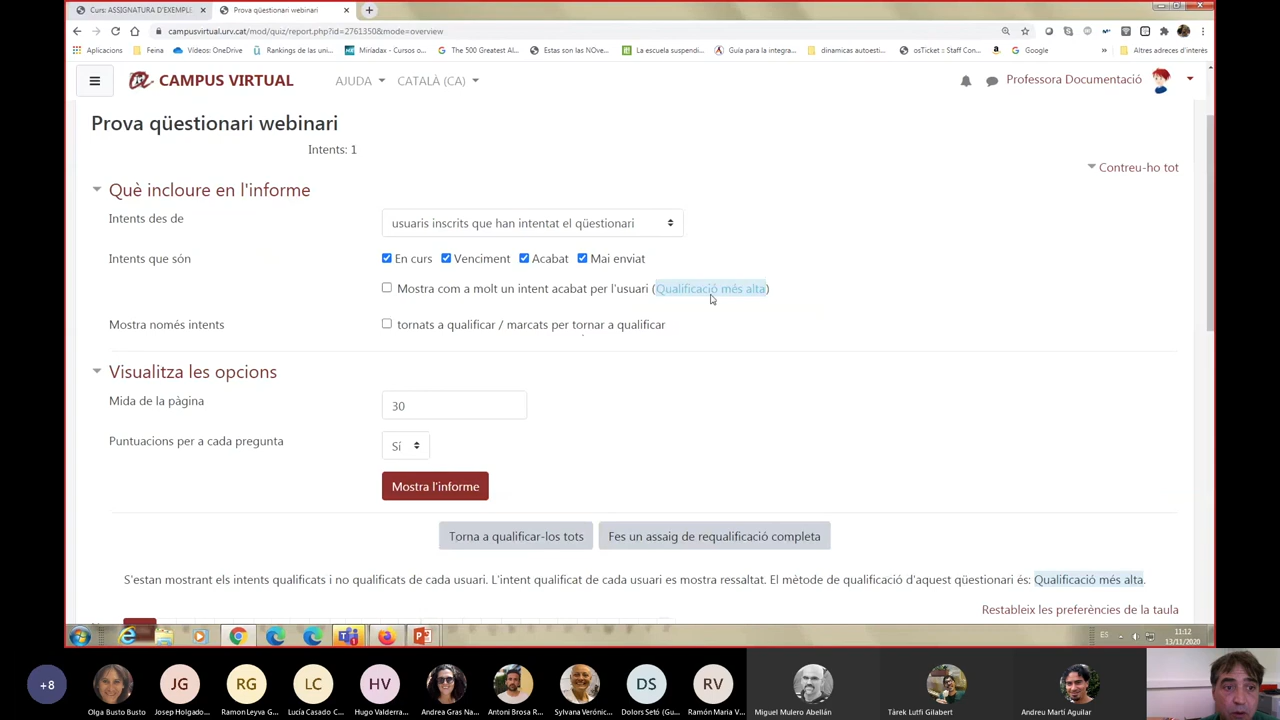 Curs: ASSIGNATURA D'EXEMPL
Prova qüestionari webinari
campusvirtual.urv.cat/mod/quiz/report.php?id=2761350&mode=overview
Aplicacions
Feina
Vídeos: OneDrive
Rankings de las uni...
Miríadax - Cursos o...
The 500 Greatest Al...
Estas son las NOve...
La escuela suspendi...
Guía para la integra...
dinamicas autoesti...
osTicket :: Staff Con...
Google
Altres adreces d'interès
CAMPUS VIRTUAL
AJUDA
CATALÀ (CA)
Professora Documentació
Prova qüestionari webinari
Intents: 1
Contreu-ho tot
Què incloure en l'informe
Intents des de
usuaris inscrits que han intentat el qüestionari
Intents que són
En curs
Venciment
Acabat
Mai enviat
Mostra com a molt un intent acabat per l'usuari (Qualificació més alta)
Mostra només intents
tornats a qualificar / marcats per tornar a qualificar
Visualitza les opcions
Mida de la pàgina
30
Puntuacions per a cada pregunta
Sí
Mostra l'informe
Torna a qualificar-los tots
Fes un assaig de requalificació completa
S'estan mostrant els intents qualificats i no qualificats de cada usuari. L'intent qualificat de cada usuari es mostra ressaltat. El mètode de qualificació d'aquest qüestionari és: Qualificació més alta.
Restableix les preferències de la taula
ES
11:12
13/11/2020
+8
JG
RG
LC
HV
DS
RV
Olga Busto Busto
Josep Holgado...
Ramon Leyva G...
Lucía Casado C...
Hugo Valderra...
Andrea Gras Na...
Antoni Brosa R...
Sylvana Verónic...
Dolors Setó (Gu...
Ramón Maria V...
Miguel Mulero Abellán
Tárek Lutfi Gilabert
Andreu Martí Aguilar